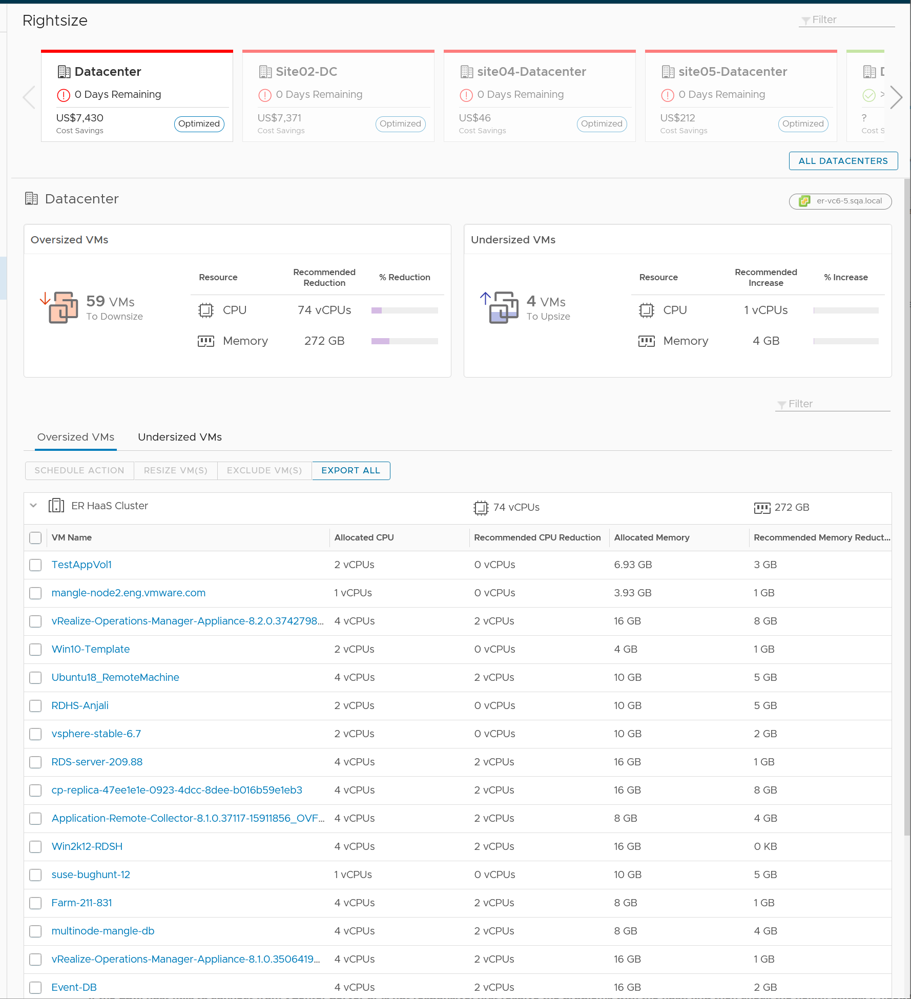 Rightsize
Filter
Datacenter
0 Days Remaining
US$7,430
Cost Savings
Optimized
Site02-DC
0 Days Remaining
US$7,371
Cost Savings
Optimized
site04-Datacenter
0 Days Remaining
US$46
Cost Savings
Optimized
site05-Datacenter
0 Days Remaining
US$212
Cost Savings
Optimized
>
?
Cost S
ALL DATACENTERS
Datacenter
er-vc6-5.sqa.local
Oversized VMs
59 VMs
To Downsize
Resource Recommended Reduction % Reduction
CPU 74 vCPUs
Memory 272 GB
Undersized VMs
4 VMs
To Upsize
Resource Recommended Increase % Increase
CPU 1 vCPUs
Memory 4 GB
Filter
Oversized VMs Undersized VMs
SCHEDULE ACTION RESIZE VM(S) EXCLUDE VM(S) EXPORT ALL
ER HaaS Cluster 74 vCPUs 272 GB
VM Name Allocated CPU Recommended CPU Reduction Allocated Memory Recommended Memory Reduct...
TestAppVol1 2 vCPUs 0 vCPUs 6.93 GB 3 GB
mangle-node2.eng.vmware.com 1 vCPUs 0 vCPUs 3.93 GB 1 GB
vRealize-Operations-Manager-Appliance-8.2.0.3742798... 4 vCPUs 2 vCPUs 16 GB 8 GB
Win10-Template 2 vCPUs 0 vCPUs 4 GB 1 GB
Ubuntu18_RemoteMachine 4 vCPUs 2 vCPUs 10 GB 5 GB
RDHS-Anjali 2 vCPUs 0 vCPUs 10 GB 5 GB
vsphere-stable-6.7 2 vCPUs 0 vCPUs 10 GB 2 GB
RDS-server-209.88 4 vCPUs 2 vCPUs 16 GB 1 GB
cp-replica-47ee1e1e-0923-4dcc-8dee-b016b59e1eb3 4 vCPUs 2 vCPUs 16 GB 8 GB
Application-Remote-Collector-8.1.0.37117-15911856_OVF... 4 vCPUs 2 vCPUs 8 GB 4 GB
Win2k12-RDSH 4 vCPUs 2 vCPUs 16 GB 0 KB
suse-bughunt-12 1 vCPUs 0 vCPUs 10 GB 5 GB
Farm-211-831 4 vCPUs 2 vCPUs 8 GB 1 GB
multinode-mangle-db 4 vCPUs 2 vCPUs 8 GB 4 GB
vRealize-Operations-Manager-Appliance-8.1.0.3506419... 4 vCPUs 2 vCPUs 16 GB 1 GB
Event-DB 4 vCPUs 2 vCPUs 16 GB 2 GB